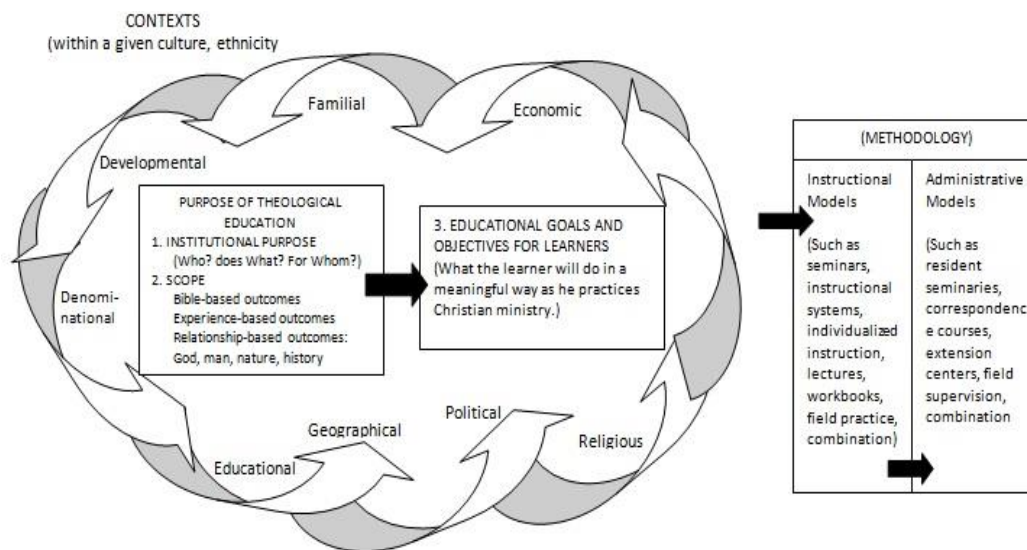 CONTEXTS
(within a given culture, ethnicity
Familial
Economic
Developmental
Denomi-
national
PURPOSE OF THEOLOGICAL
EDUCATION
1. INSTITUTIONAL PURPOSE
(Who? does What? For Whom?)
2. SCOPE
Bible-based outcomes
Experience-based outcomes
Relationship-based outcomes:
God, man, nature, history
3. EDUCATIONAL GOALS AND
OBJECTIVES FOR LEARNERS
(What the learner will do in a
meaningful way as he practices
Christian ministry.)
Educational
Geographical
Political
Religious
(METHODOLOGY)
Instructional
Models
(Such as
seminars,
instructional
systems,
individualized
instruction,
lectures,
workbooks,
field practice,
combination)
Administrative
Models
(Such as
resident
seminaries,
correspondenc
e courses,
extension
centers, field
supervision,
combination